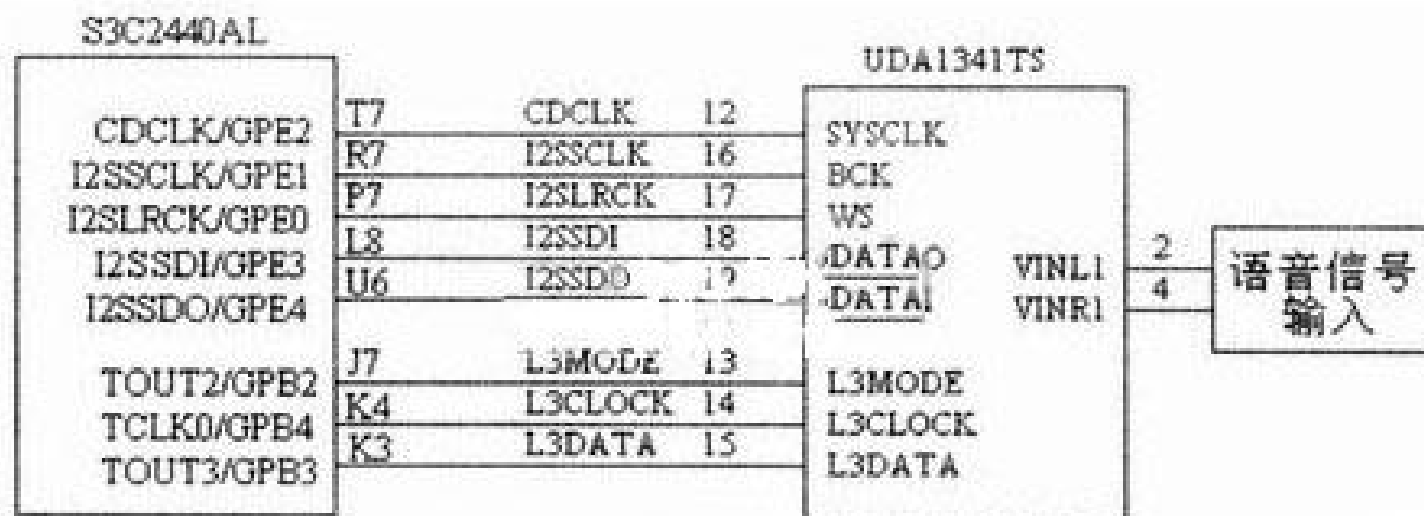 S3C2440AL
UDA1341TS
CDCLK/GPE2 T7 CDCLK 12 SYSCLK
I2SSCLK/GPE1 R7 I2SSCLK 16 BCK
I2SLRCK/GPE0 P7 I2SLRCK 17 WS
I2SSDI/GPE3 L8 I2SSDI 18 DATAO
I2SSDO/GPE4 U6 I2SSDO 19 DATAI
VINL1 2
VINR1 4
语音信号
输入
TOUT2/GPB2 J7 L3MODE 13 L3MODE
TCLK0/GPB4 K4 L3CLOCK 14 L3CLOCK
TOUT3/GPB3 K3 L3DATA 15 L3DATA